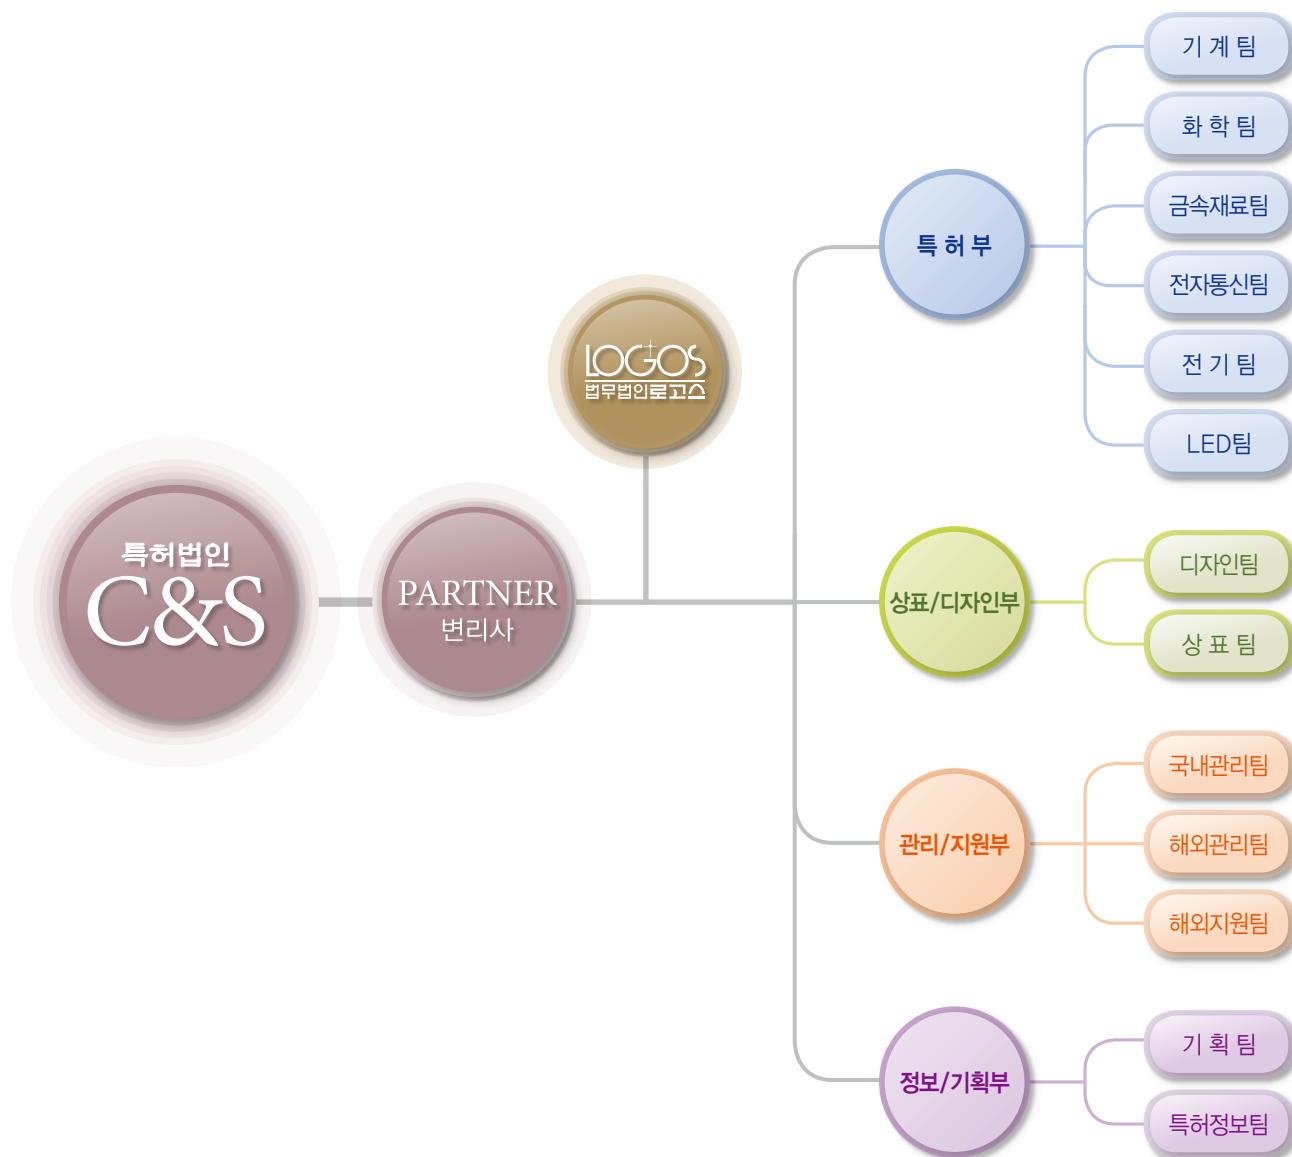 특허법인
C&S
PARTNER
변리사
LOGOS
법무법인로고스
특 허 부
기 계 팀
화 학 팀
금속재료팀
전자통신팀
전 기 팀
LED팀
상표/디자인부
디자인팀
상 표 팀
관리/지원부
국내관리팀
해외관리팀
해외지원팀
정보/기획부
기 획 팀
특허정보팀